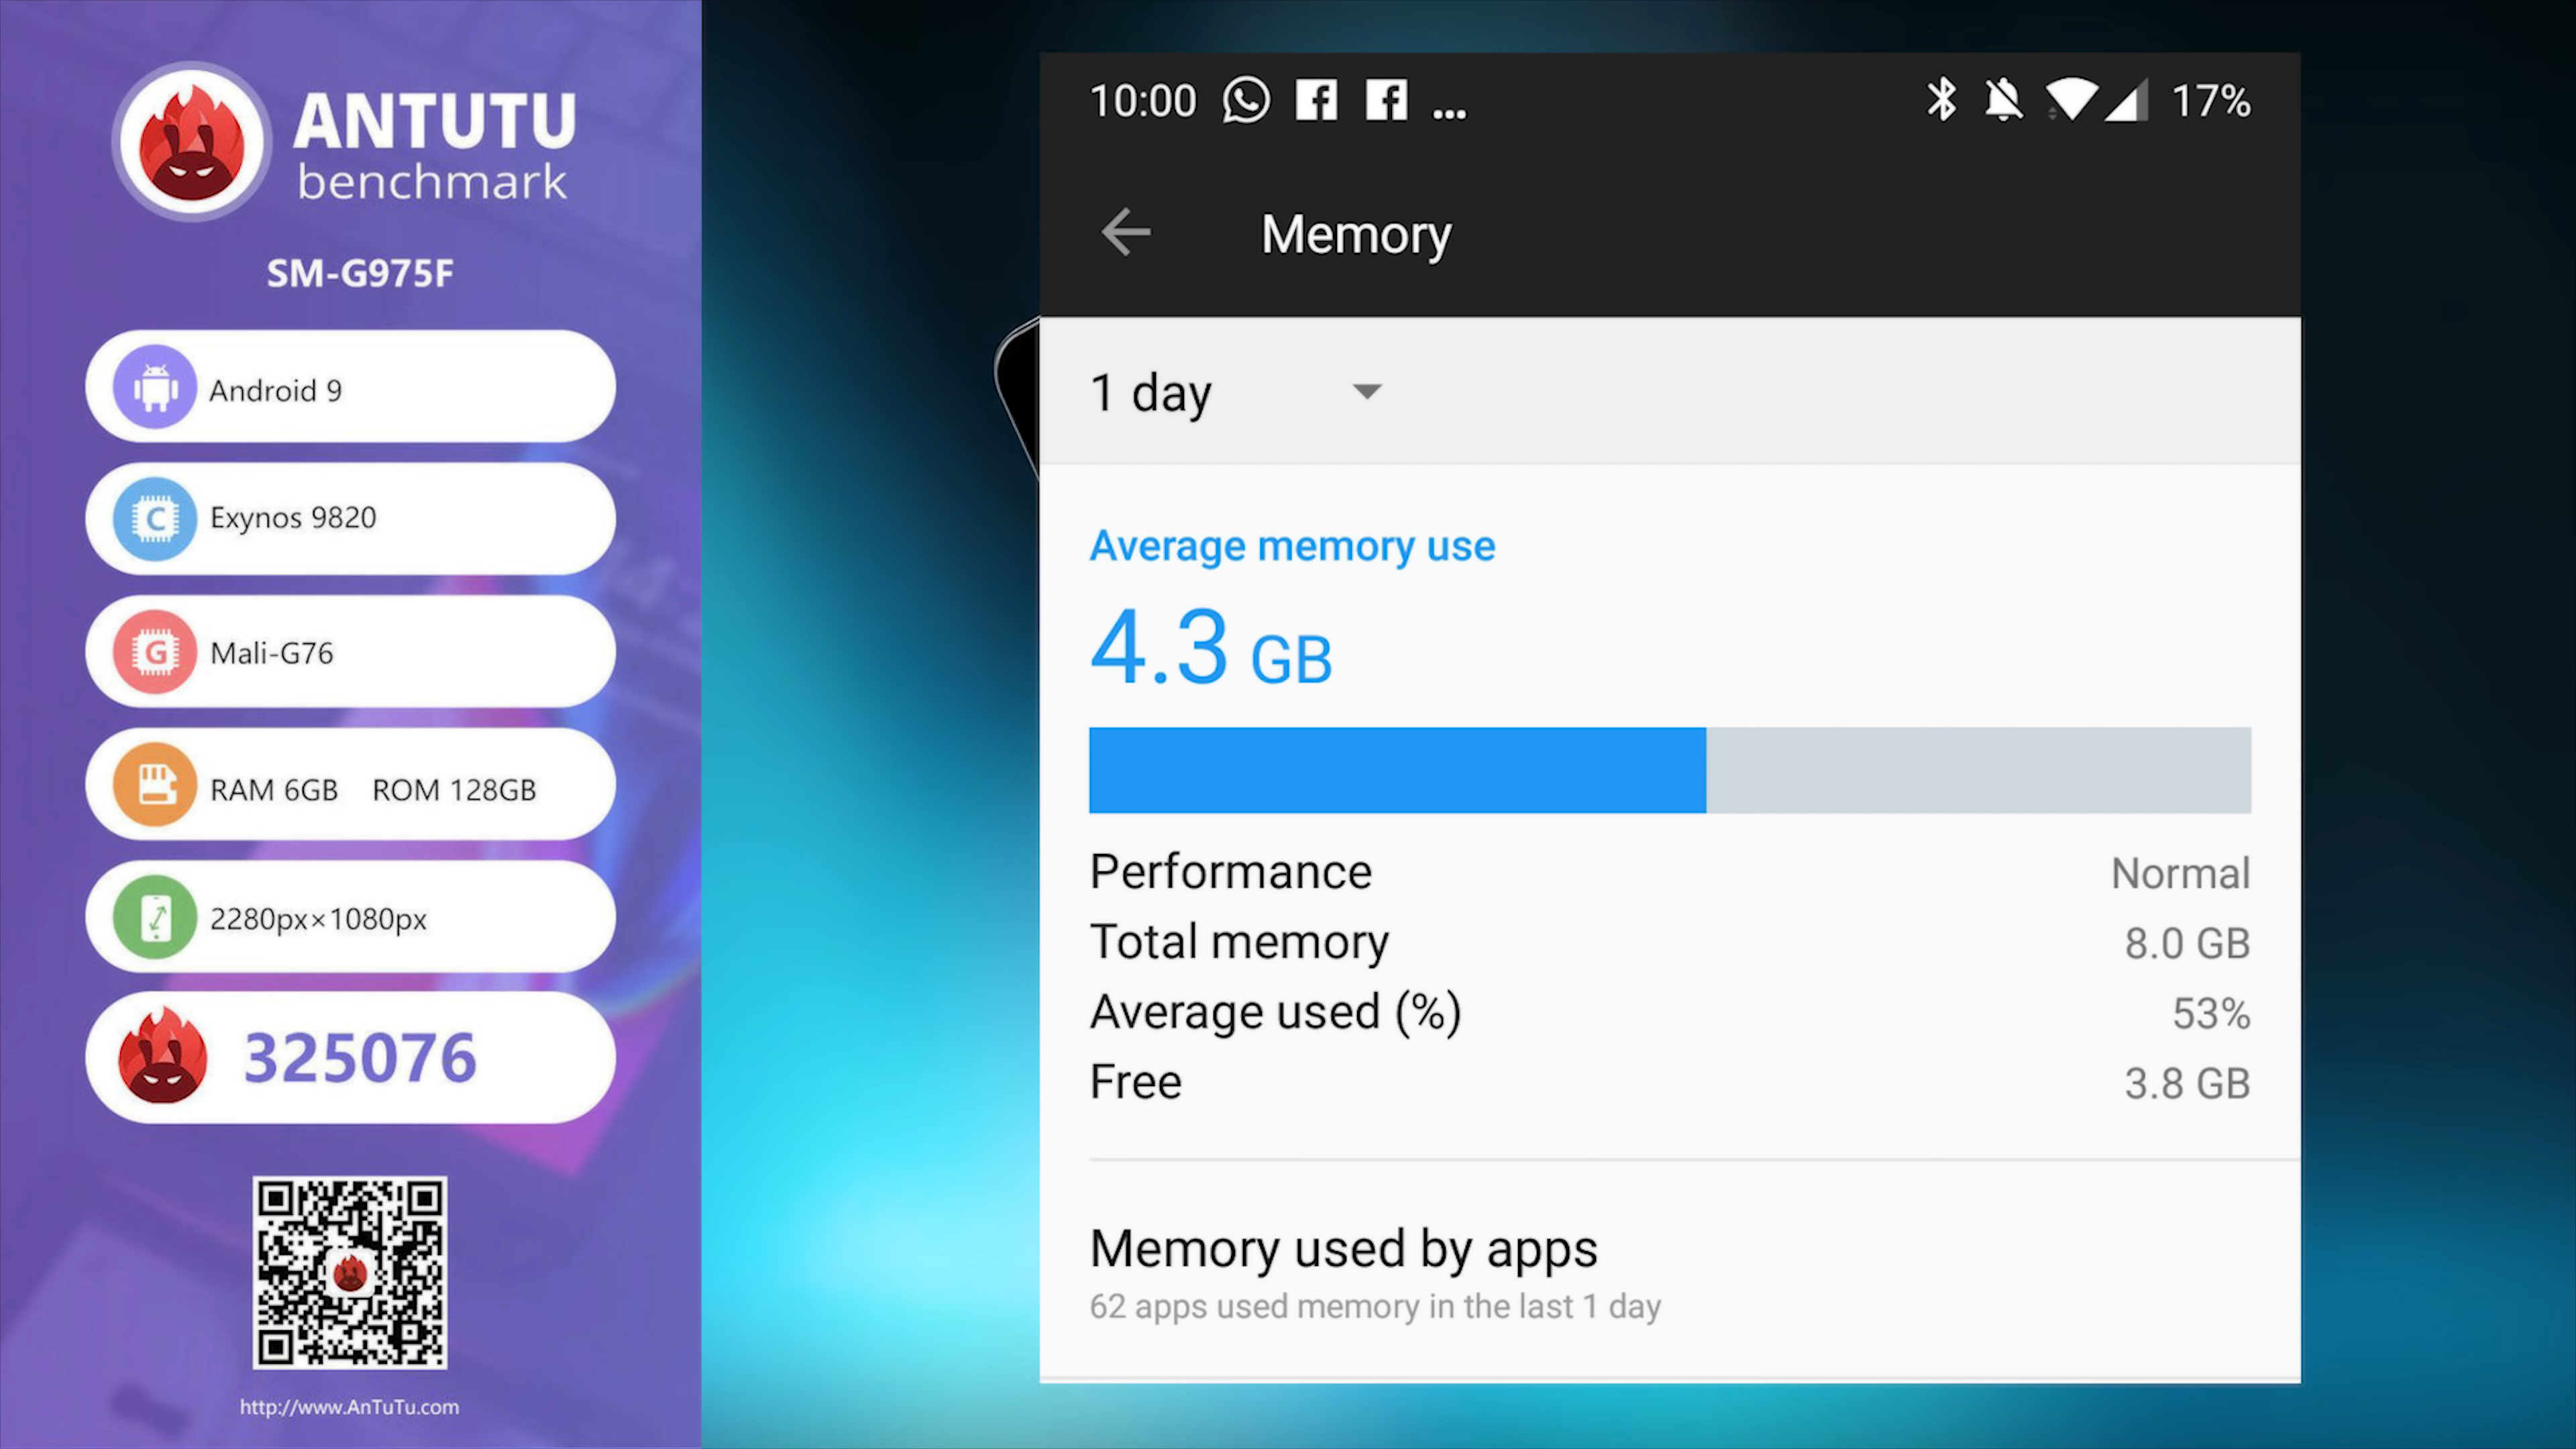 ANTUTU
benchmark
SM-G975F
Android 9
Exynos 9820
Mali-G76
RAM 6GB ROM 128GB
2280px×1080px
325076
http://www.AnTuTu.com
10:00 ... 17%
Memory
1 day
Average memory use
4.3 GB
Performance Normal
Total memory 8.0 GB
Average used (%) 53%
Free 3.8 GB
Memory used by apps
62 apps used memory in the last 1 day